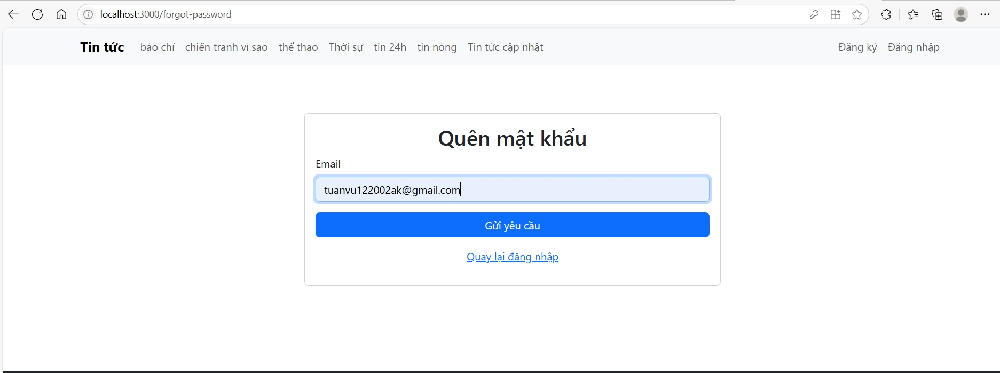 localhost:3000/forgot-password
Tin tức báo chí chiến tranh vì sao thể thao Thời sự tin 24h tin nóng Tin tức cập nhật Đăng ký Đăng nhập
Quên mật khẩu
Email
tuanvu122002ak@gmail.com
Gửi yêu cầu
Quay lại đăng nhập